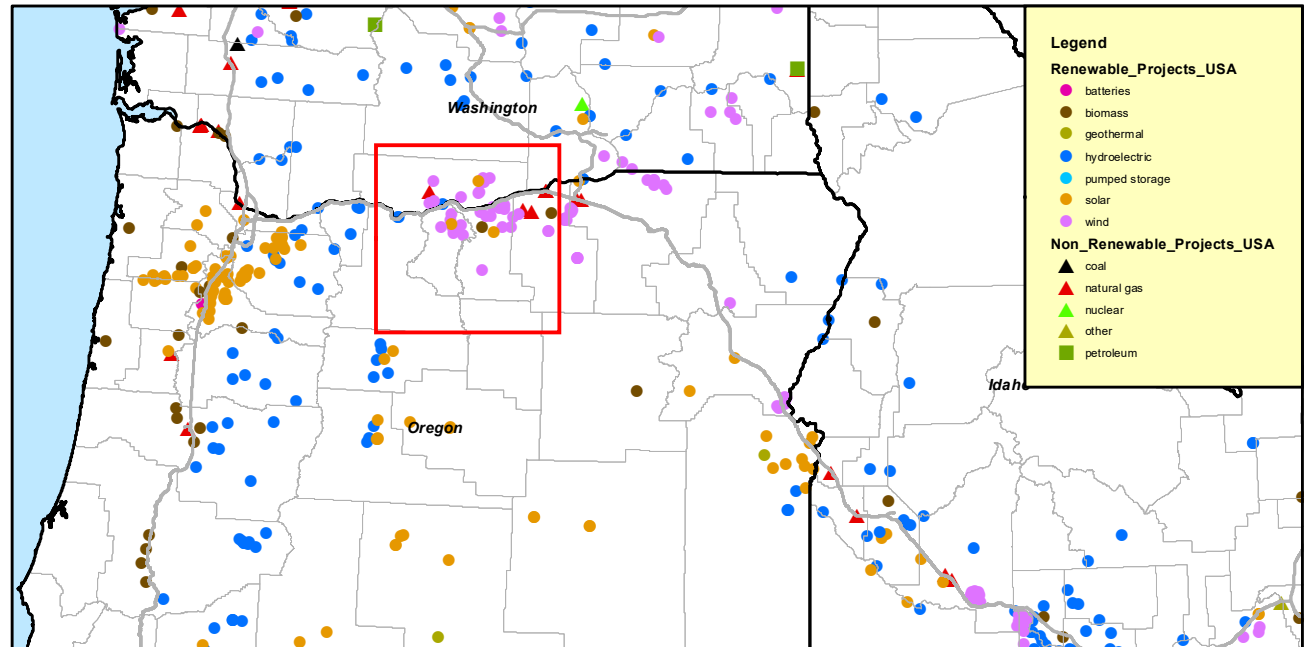 Legend
Renewable_Projects_USA
batteries
biomass
geothermal
hydroelectric
pumped storage
solar
wind
Non_Renewable_Projects_USA
coal
natural gas
nuclear
other
petroleum
Washington
Idah
Oregon